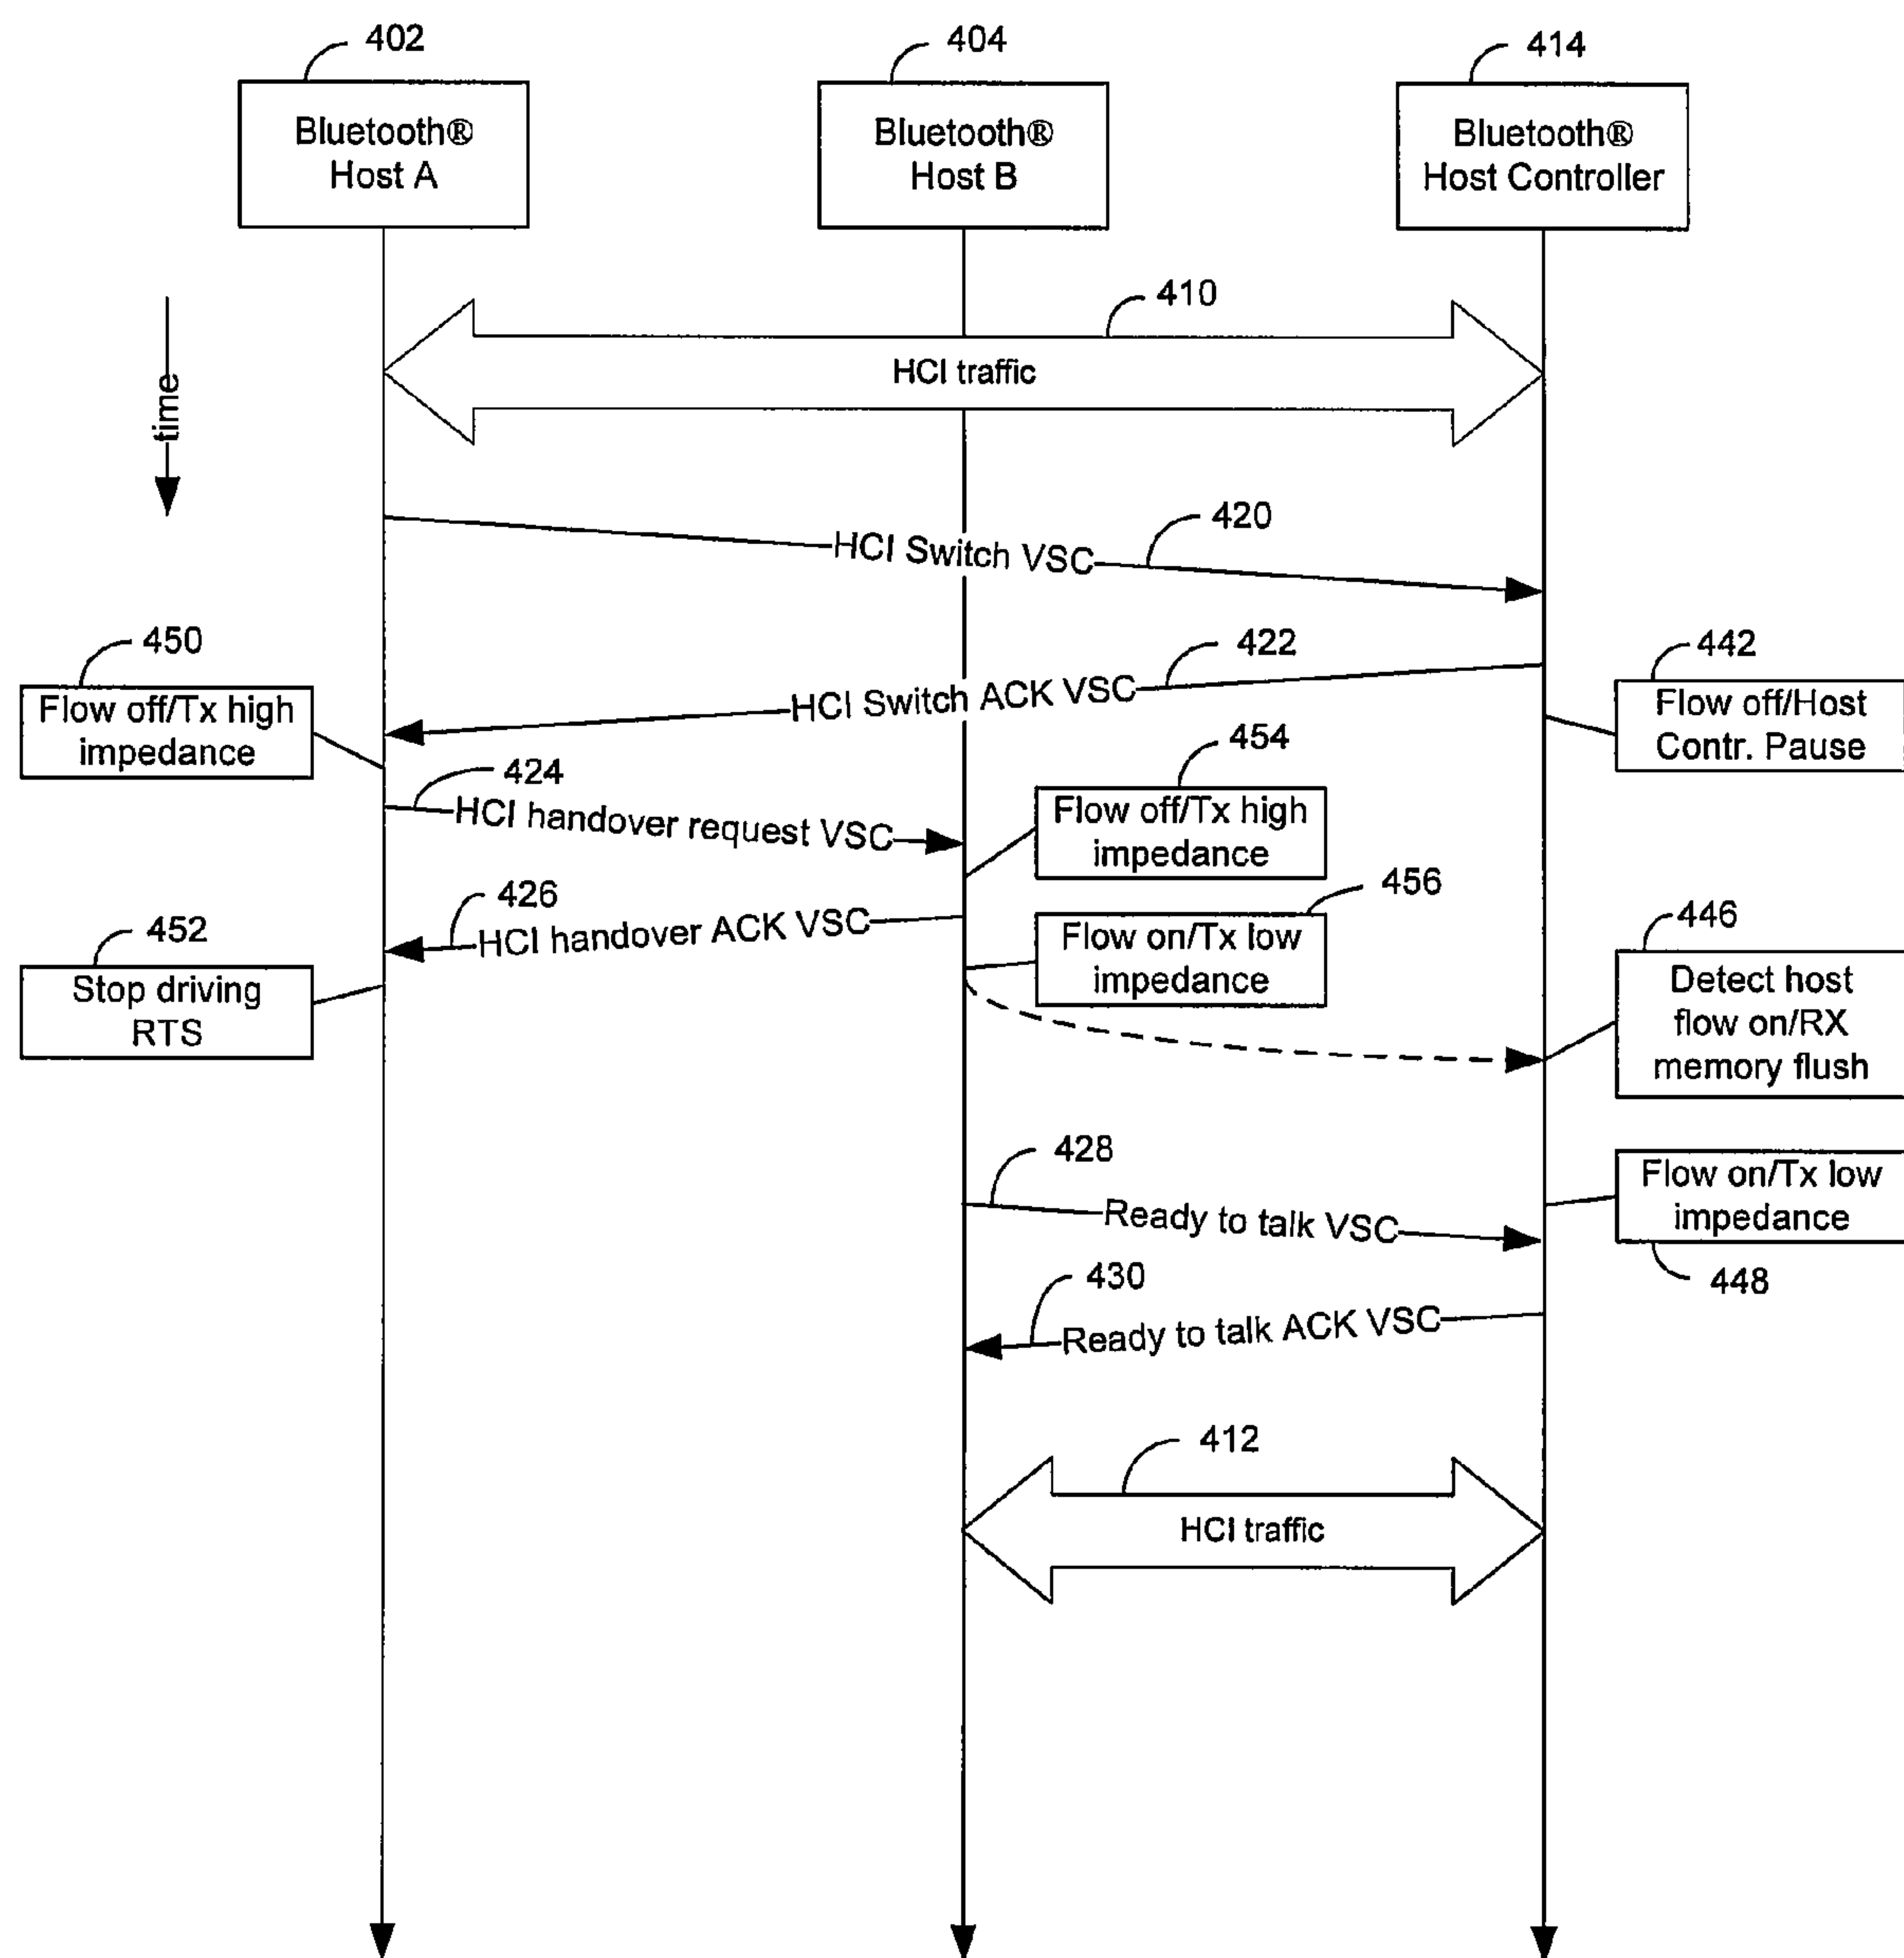 402
404
414
Bluetooth®
Host A
Bluetooth®
Host B
Bluetooth®
Host Controller
410
HCI traffic
time
420
HCI Switch VSC
450
422
442
Flow off/Tx high
impedance
HCI Switch ACK VSC
Flow off/Host
Contr. Pause
454
424
HCI handover request VSC
Flow off/Tx high
impedance
456
426
HCI handover ACK VSC
452
446
Flow on/Tx low
impedance
Stop driving
RTS
Detect host
flow on/RX
memory flush
428
Ready to talk VSC
Flow on/Tx low
impedance
448
430
Ready to talk ACK VSC
412
HCI traffic